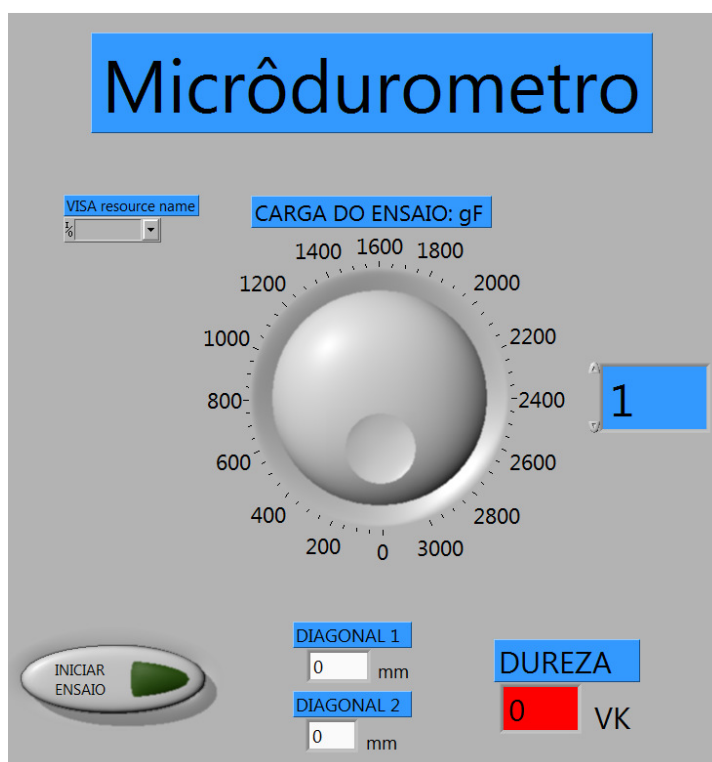 Micrôdurometro
VISA resource name
I/O
CARGA DO ENSAIO: gF
1400 1600 1800
1200 2000
1000 2200
800 2400
1
600 2600
400 2800
200 0 3000
INICIAR
ENSAIO
DIAGONAL 1
0 mm
DIAGONAL 2
0 mm
DUREZA
0 VK